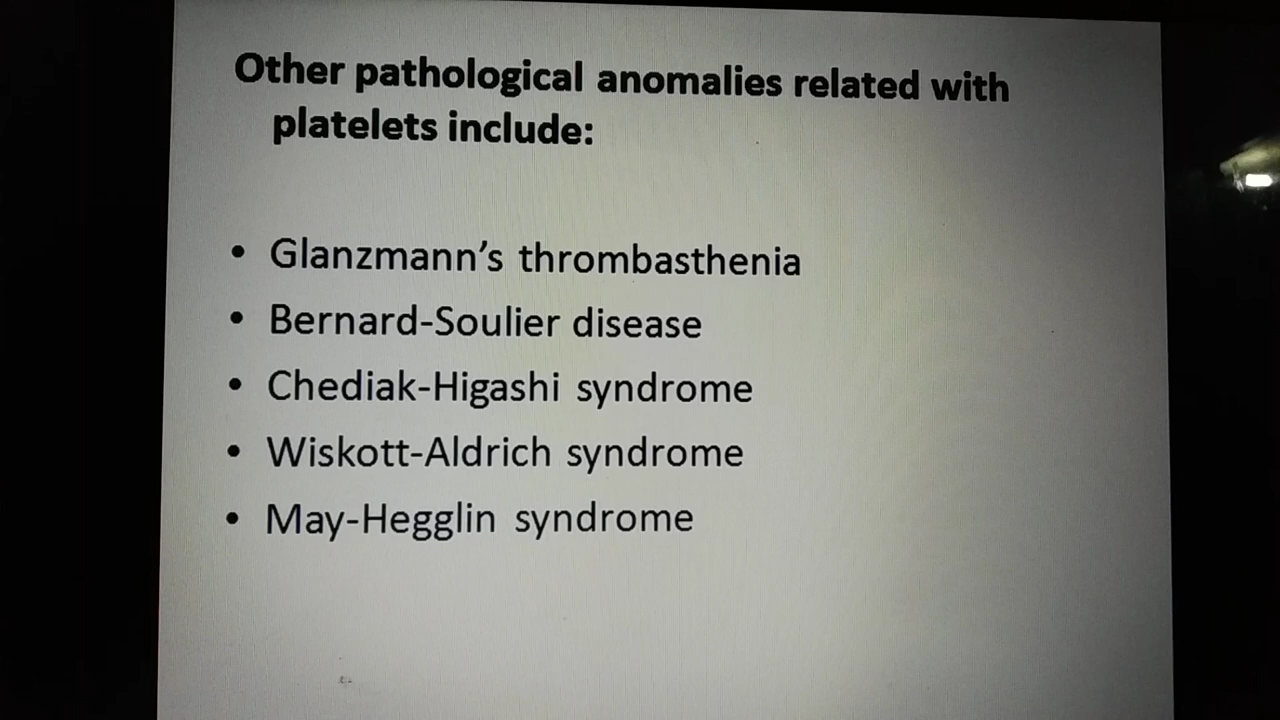 Other pathological anomalies related with
platelets include:
• Glanzmann’s thrombasthenia
• Bernard-Soulier disease
• Chediak-Higashi syndrome
• Wiskott-Aldrich syndrome
• May-Hegglin syndrome